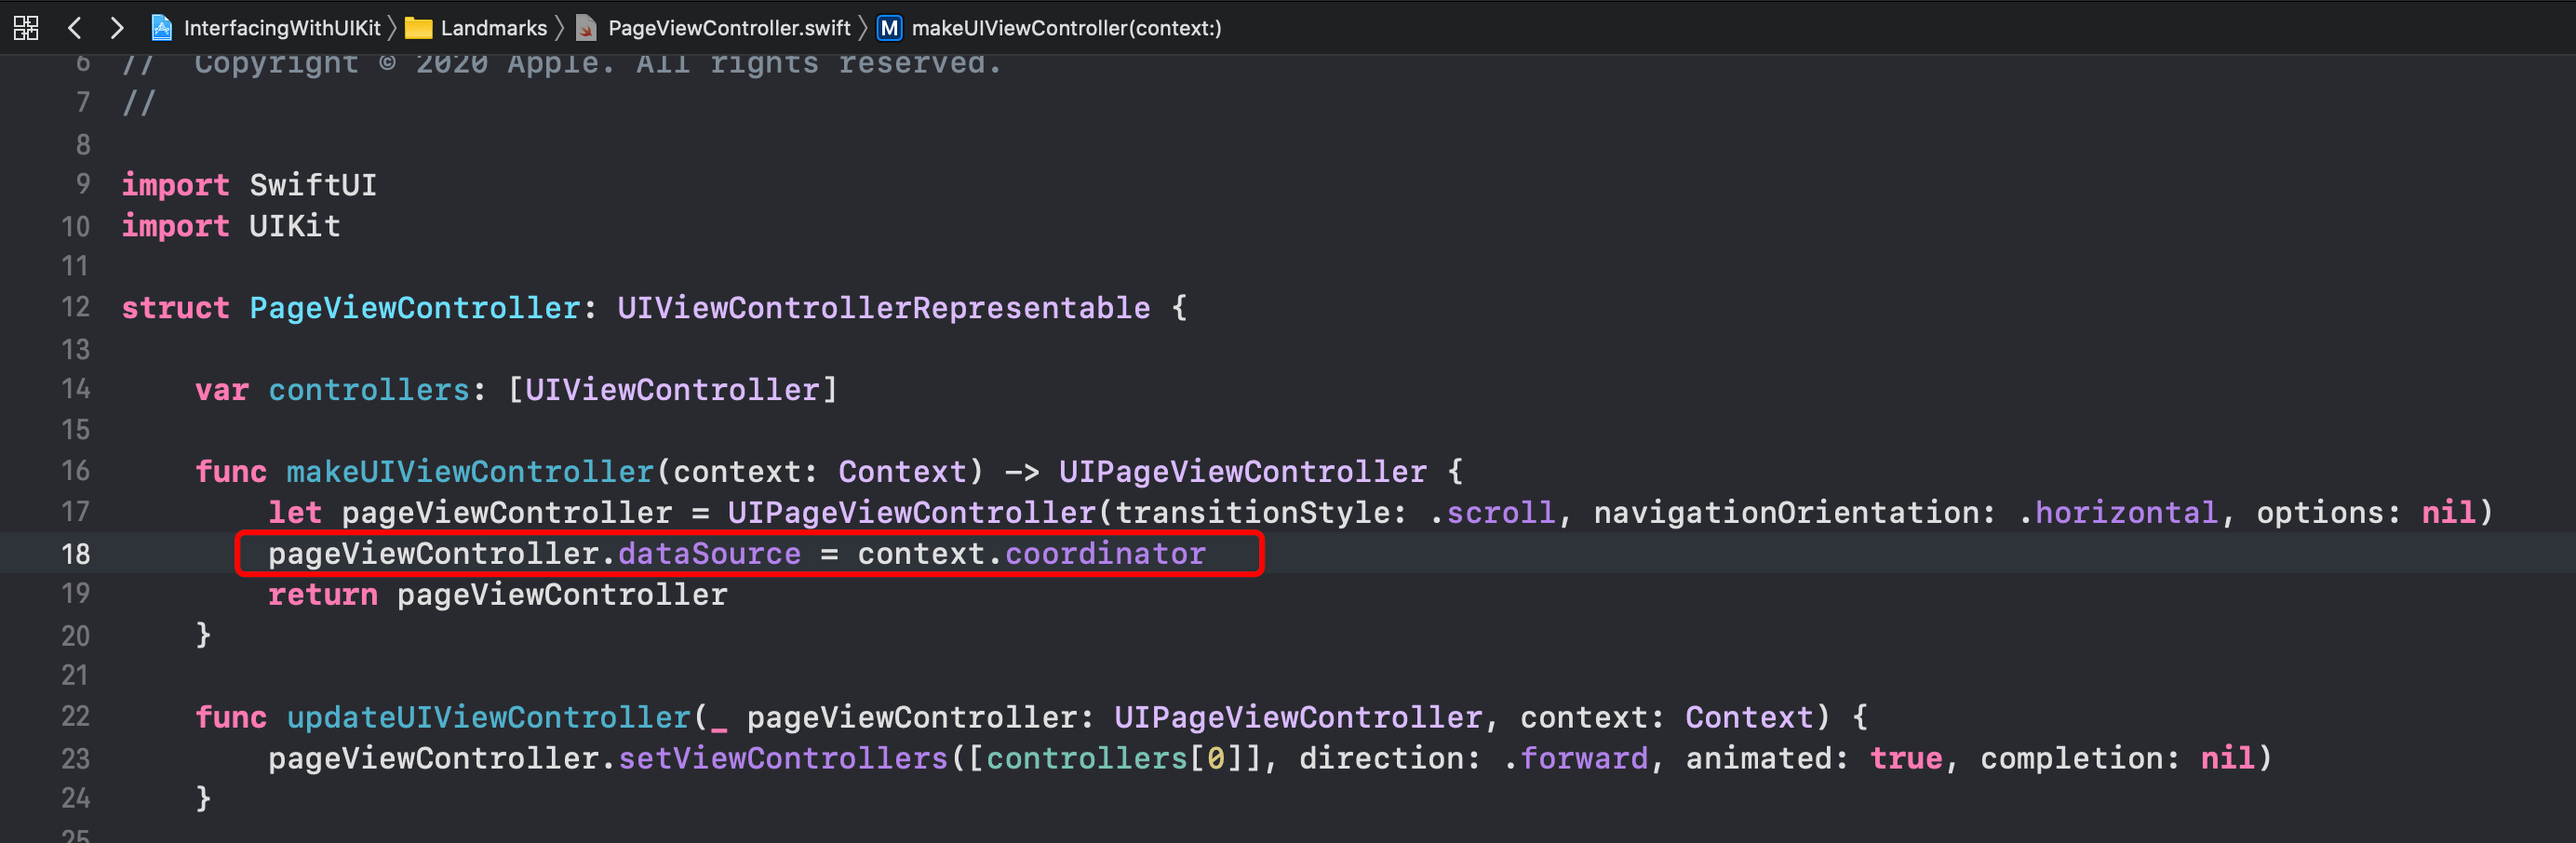 InterfacingWithUIKit Landmarks PageViewController.swift M makeUIViewController(context:)
6 // Copyright © 2020 Apple. All rights reserved.
7 //
8
9 import SwiftUI
10 import UIKit
11
12 struct PageViewController: UIViewControllerRepresentable {
13
14 var controllers: [UIViewController]
15
16 func makeUIViewController(context: Context) -> UIPageViewController {
17 let pageViewController = UIPageViewController(transitionStyle: .scroll, navigationOrientation: .horizontal, options: nil)
18 pageViewController.dataSource = context.coordinator
19 return pageViewController
20 }
21
22 func updateUIViewController(_ pageViewController: UIPageViewController, context: Context) {
23 pageViewController.setViewControllers([controllers[0]], direction: .forward, animated: true, completion: nil)
24 }
25